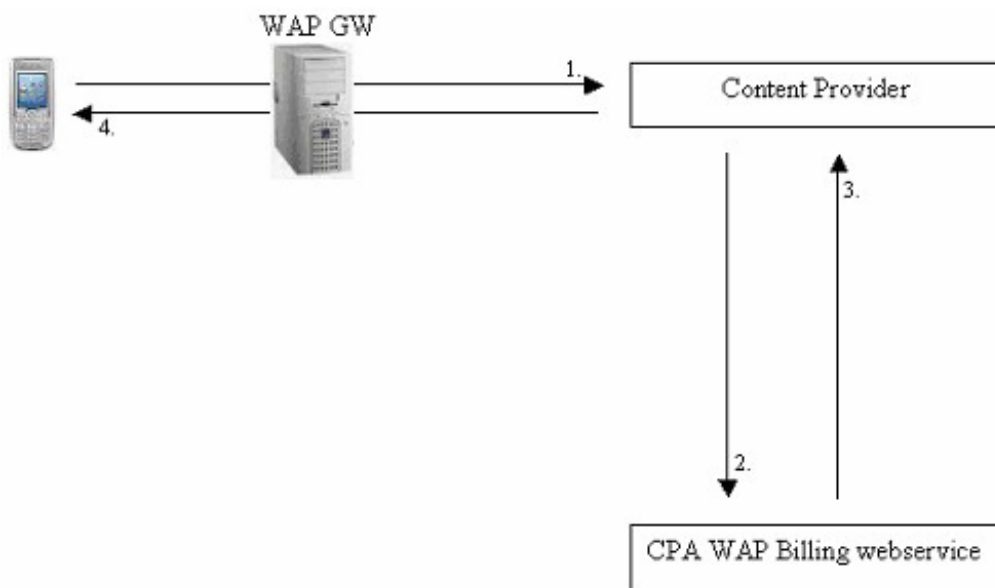 WAP GW
1.
Content Provider
4.
3.
2.
CPA WAP Billing webservice